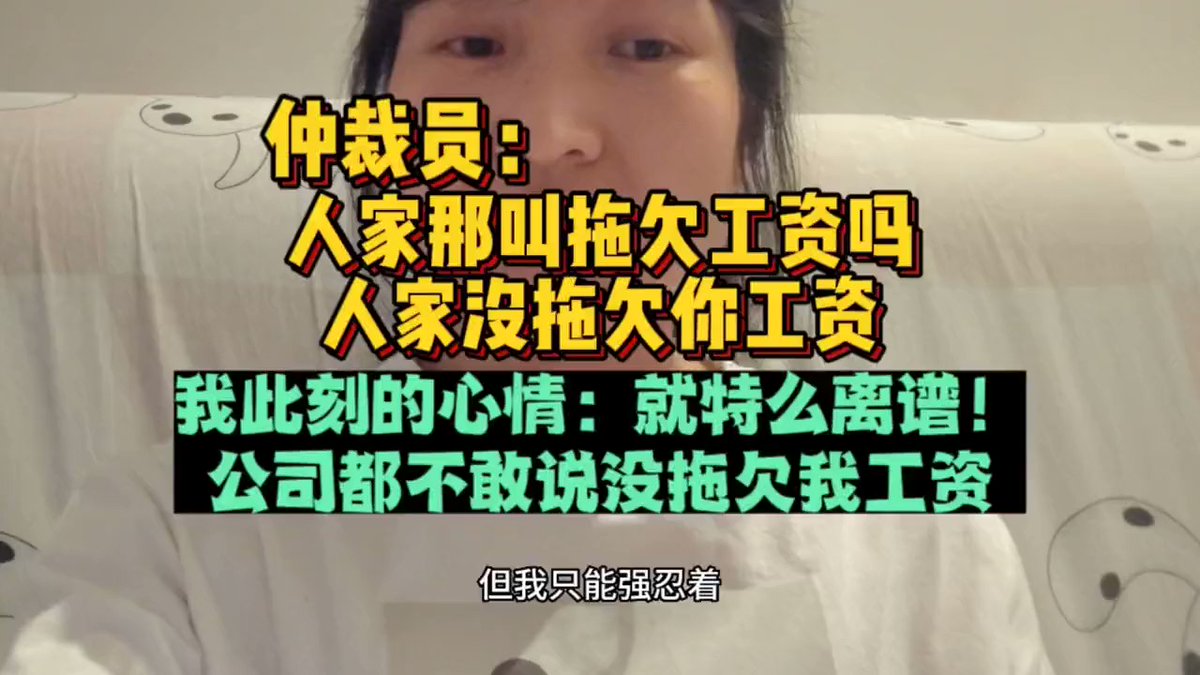 仲裁员：
人家那叫拖欠工资吗
人家没拖欠你工资
我此刻的心情：就特么离谱！
公司都不敢说没拖欠我工资
但我只能强忍着